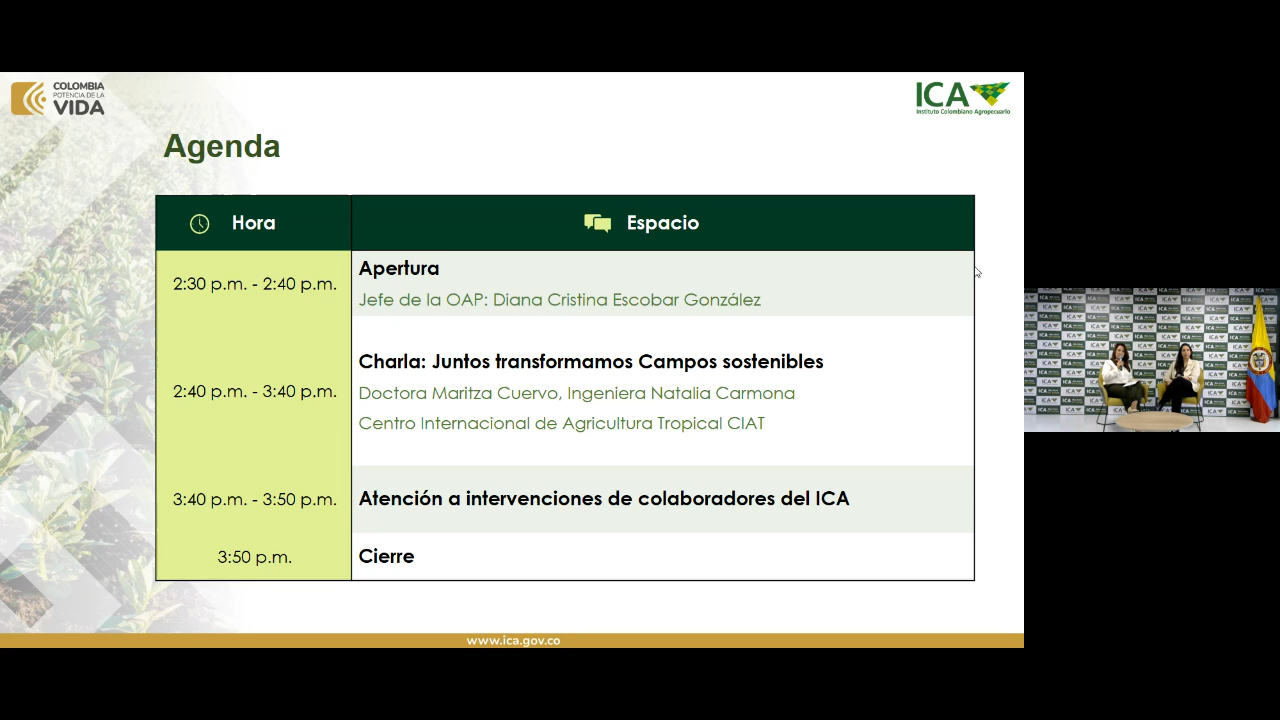 COLOMBIA
POTENCIA DE LA
VIDA
ICA
Instituto Colombiano Agropecuario
Agenda
Hora
Espacio
2:30 p.m. - 2:40 p.m.
Apertura
Jefe de la OAP: Diana Cristina Escobar González
2:40 p.m. - 3:40 p.m.
Charla: Juntos transformamos Campos sostenibles
Doctora Maritza Cuervo, Ingeniera Natalia Carmona
Centro Internacional de Agricultura Tropical CIAT
3:40 p.m. - 3:50 p.m.
Atención a intervenciones de colaboradores del ICA
3:50 p.m.
Cierre
www.ica.gov.co